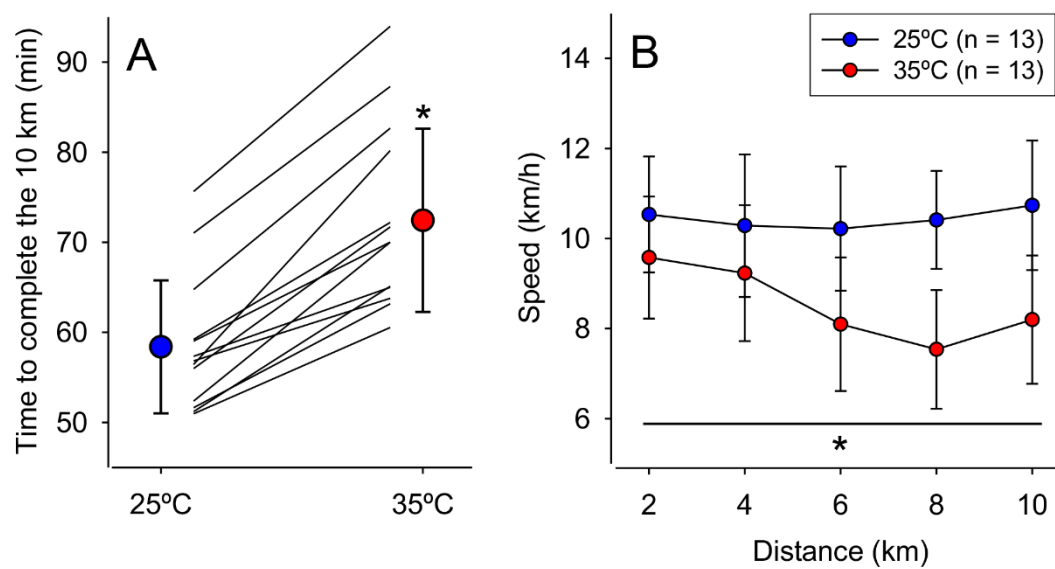 A
Time to complete the 10 km (min)
90
80
70
60
50
*
25ºC
35ºC
B
25ºC (n = 13)
35ºC (n = 13)
Speed (km/h)
14
12
10
8
6
*
2 4 6 8 10
Distance (km)